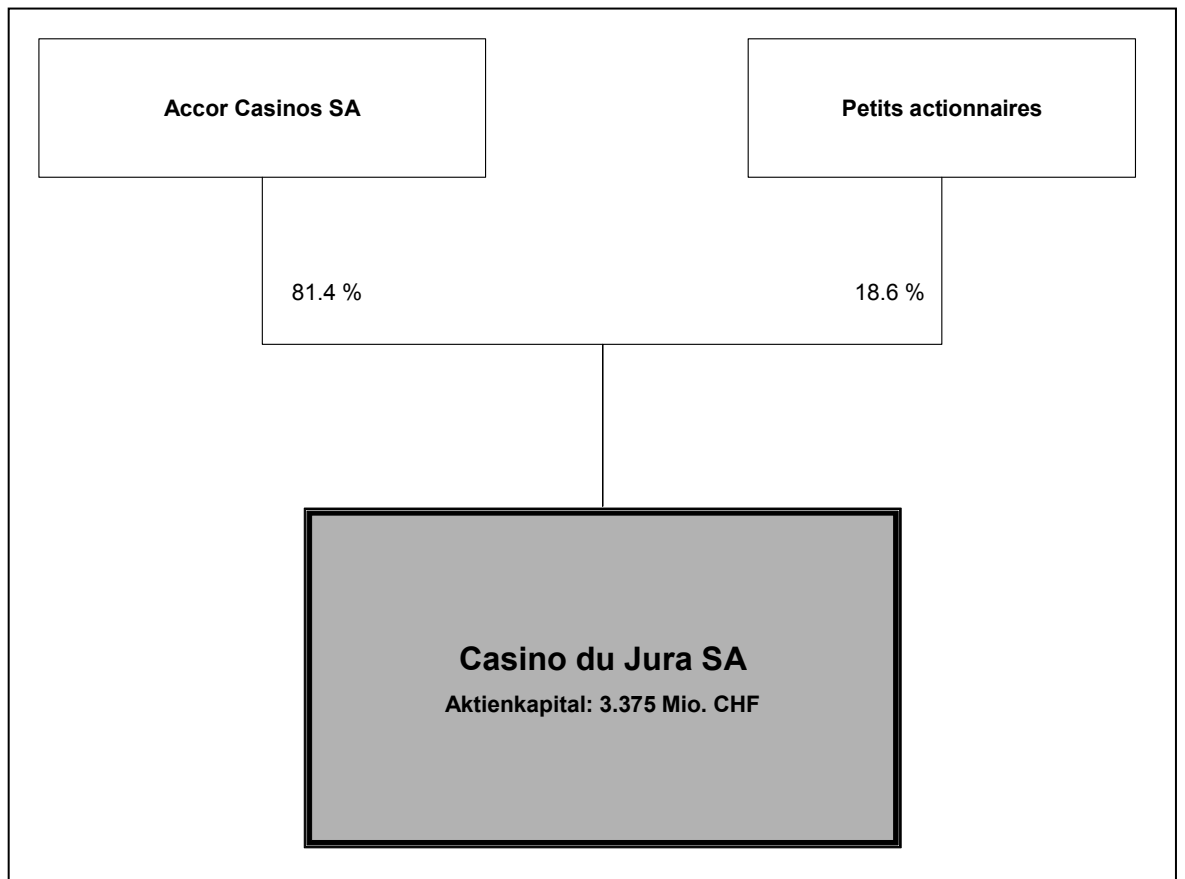 Accor Casinos SA
Petits actionnaires
81.4 %
18.6 %
Casino du Jura SA
Aktienkapital: 3.375 Mio. CHF